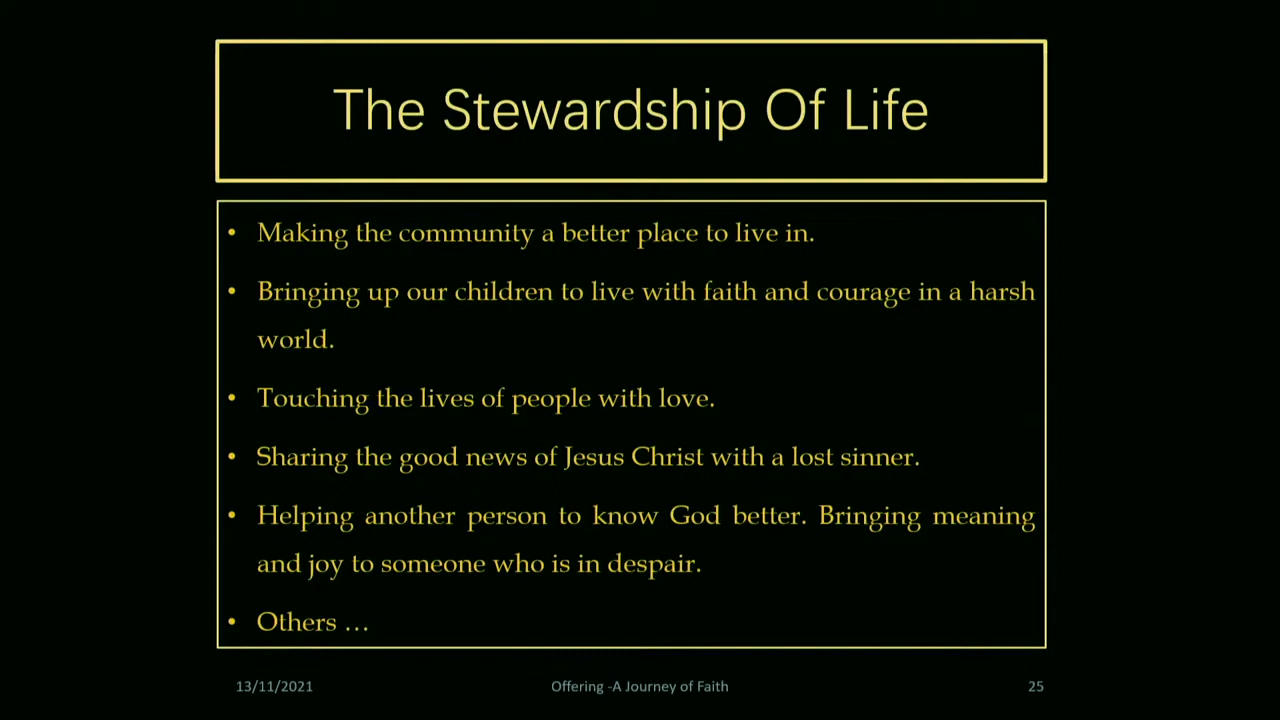 The Stewardship Of Life
• Making the community a better place to live in.
• Bringing up our children to live with faith and courage in a harsh
world.
• Touching the lives of people with love.
• Sharing the good news of Jesus Christ with a lost sinner.
• Helping another person to know God better. Bringing meaning
and joy to someone who is in despair.
• Others …
13/11/2021
Offering -A Journey of Faith
25